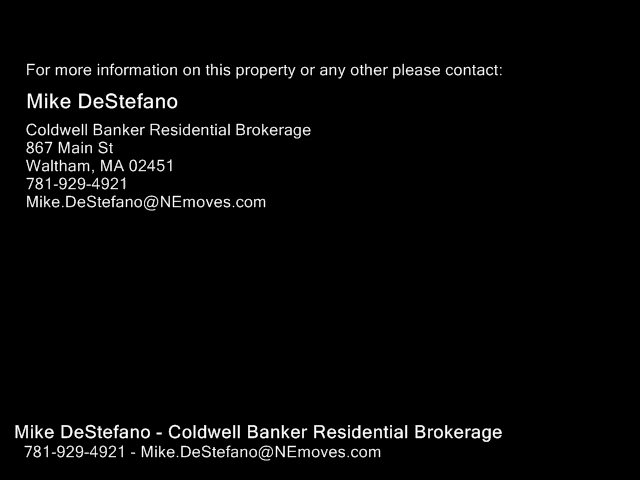 For more information on this property or any other please contact:
Mike DeStefano
Coldwell Banker Residential Brokerage
867 Main St
Waltham, MA 02451
781-929-4921
Mike.DeStefano@NEmoves.com
Mike DeStefano - Coldwell Banker Residential Brokerage
781-929-4921 - Mike.DeStefano@NEmoves.com